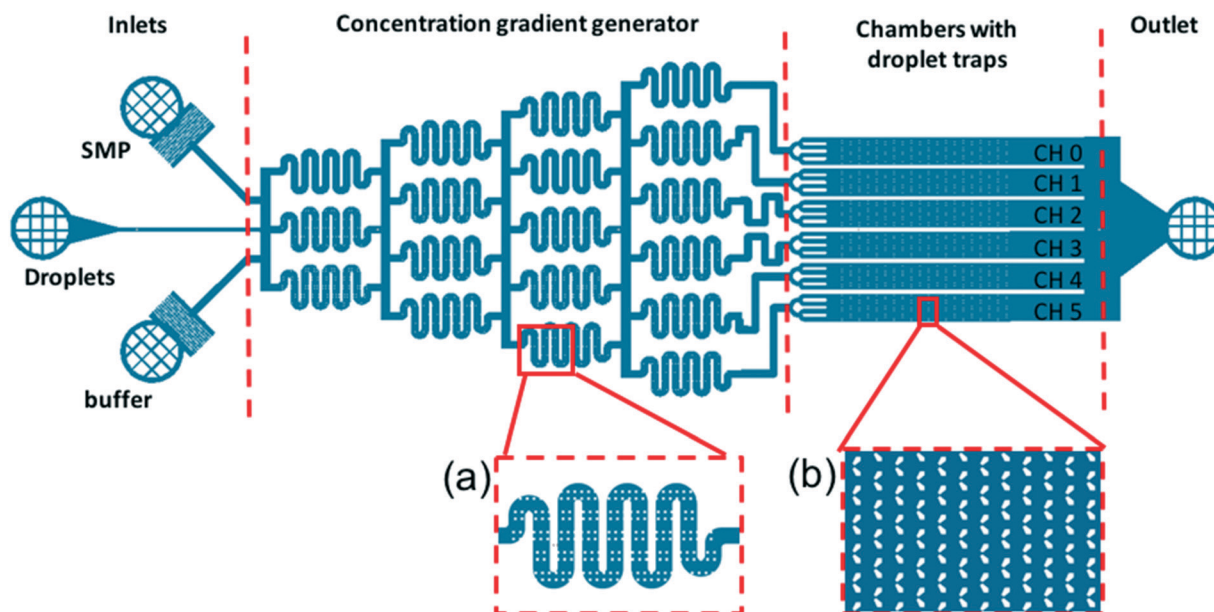 Inlets
Concentration gradient generator
Chambers with
droplet traps
Outlet
SMP
Droplets
buffer
CH 0
CH 1
CH 2
CH 3
CH 4
CH 5
(a)
(b)